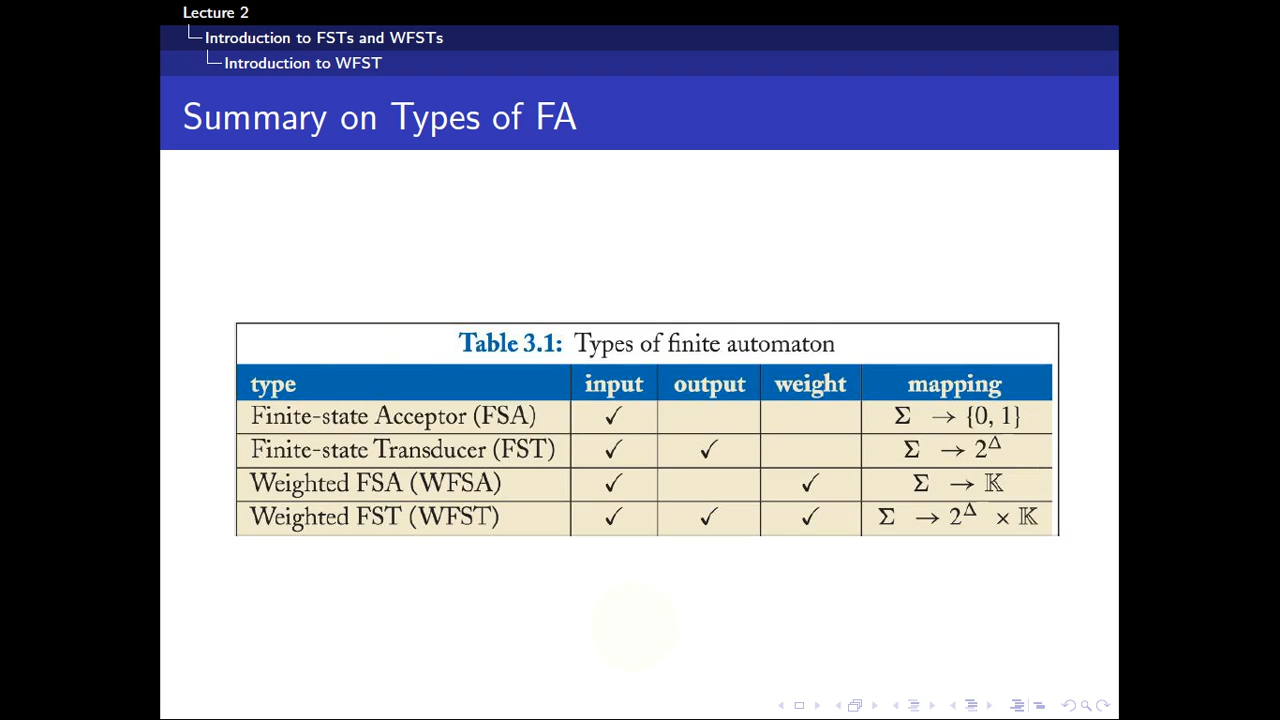 Lecture 2
Introduction to FSTs and WFSTs
Introduction to WFST
Summary on Types of FA
Table 3.1: Types of finite automaton
type input output weight mapping
Finite-state Acceptor (FSA) ✓ Σ → {0, 1}
Finite-state Transducer (FST) ✓ ✓ Σ → 2^Δ
Weighted FSA (WFSA) ✓ ✓ Σ → 𝕂
Weighted FST (WFST) ✓ ✓ ✓ Σ → 2^Δ × 𝕂